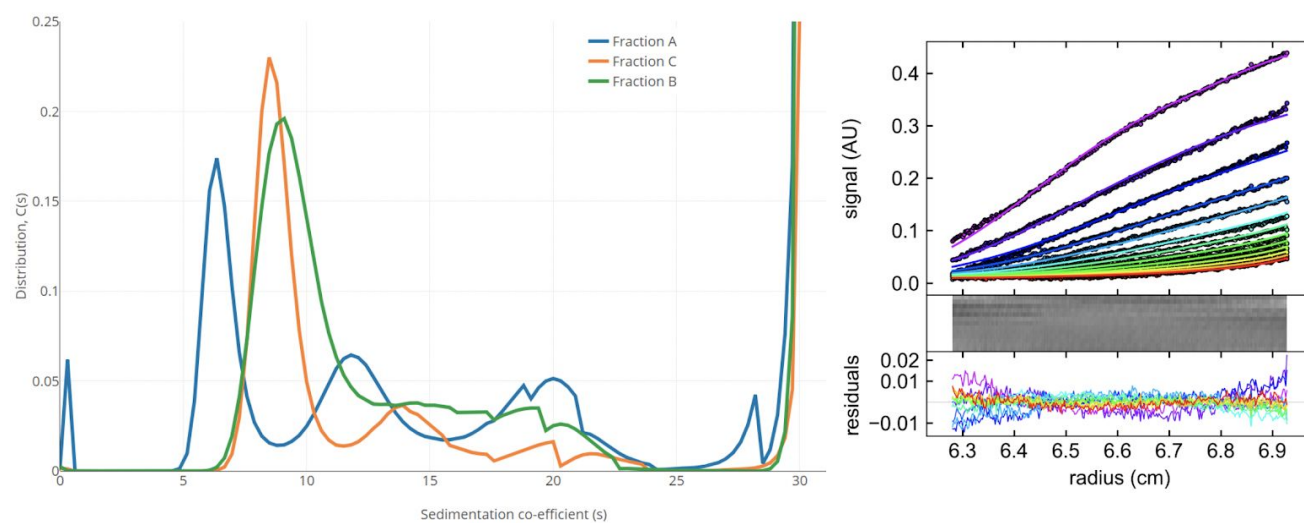 0.25
0.2
0.15
0.1
0.05
0
0 5 10 15 20 25 30
Distribution, C(s)
Sedimentation co-efficient (s)
Fraction A
Fraction C
Fraction B
0.4
0.3
0.2
0.1
0.0
signal (AU)
0.02
0.01
−0.01
residuals
6.3 6.4 6.5 6.6 6.7 6.8 6.9
radius (cm)